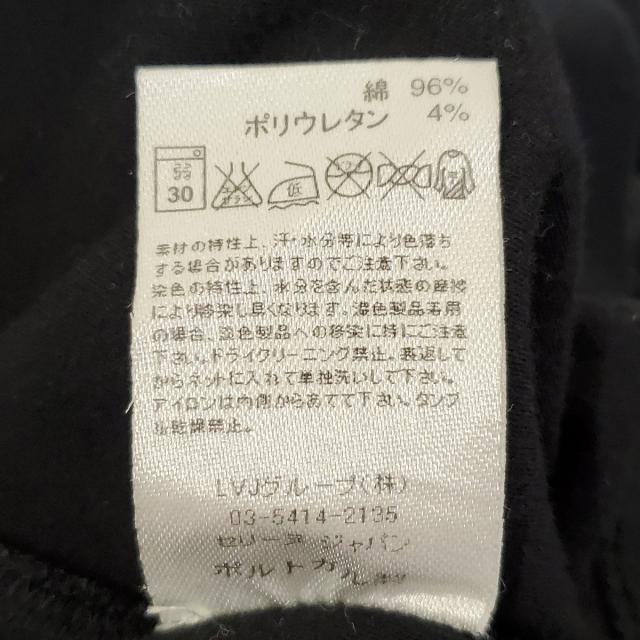 綿 96%
ポリウレタン 4%
弱
30
エンソ
サラシ
低
ドライ
素材の特性上、汗・水分等により色落ち
する場合がありますのでご注意下さい。
染色の特性上、水分を含んだ状態の摩擦
により移染し易くなります。濃色製品着用
の場合、淡色製品への移染に特にご注意
下さい。ドライクリーニング禁止。裏返して
からネットに入れて単独洗いして下さい。
アイロンは内側からあてて下さい。タンブ
ル乾燥禁止。
LVJグループ(株)
03-5414-2135
セリーヌ ジャパン
ポルトガル製